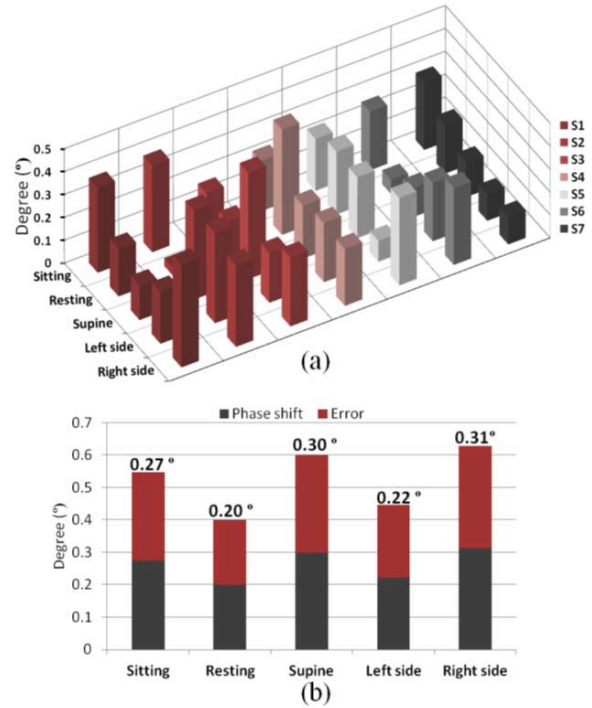 (a)
0.5
0.4
0.3
0.2
0.1
0
Degree (°)
Sitting
Resting
Supine
Left side
Right side
S1
S2
S3
S4
S5
S6
S7
(a)
Phase shift Error
0.7
0.6
0.5
0.4
0.3
0.2
0.1
0
Degree (°)
0.27 °
0.20 °
0.30 °
0.22 °
0.31°
Sitting Resting Supine Left side Right side
(b)